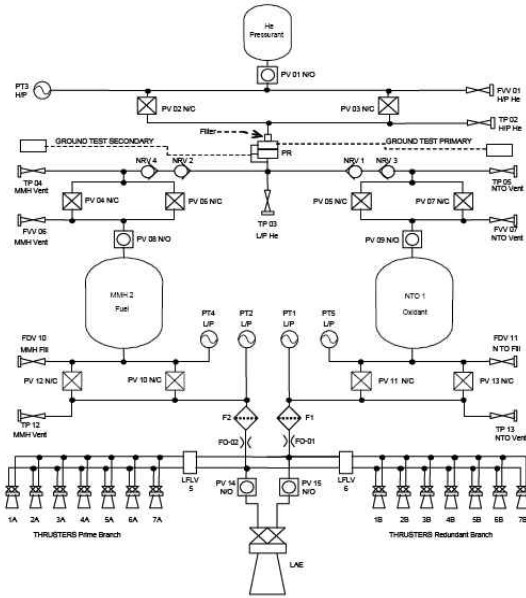 He
Pressurant
PV 01 N/O
PT3
H/P
FVV 01
H/P He
PV 02 N/C
PV 03 N/C
TP 02
H/P He
Filter
GROUND TEST SECONDARY
GROUND TEST PRIMARY
PR
NRV 4
NRV 2
NRV 1
NRV 3
TP 04
MMH Vent
TP 05
NTO Vent
PV 04 N/C
PV 06 N/C
PV 05 N/C
PV 07 N/C
TP 03
L/P He
FVV 06
MMH Vent
FVV 07
NTO Vent
PV 08 N/O
PV 09 N/O
MMH 2
Fuel
NTO 1
Oxidant
PT4
L/P
PT2
L/P
PT1
L/P
PT5
L/P
FDV 10
MMH Fill
FDV 11
NTO Fill
PV 12 N/C
PV 10 N/C
PV 11 N/C
PV 13 N/C
TP 12
MMH Vent
TP 13
NTO Vent
F2
F1
FO-02
FO-01
LFLV
5
LFLV
6
PV 14
N/O
PV 15
N/O
1A
2A
3A
4A
5A
6A
7A
1B
2B
3B
4B
5B
6B
7B
THRUSTERS Prime Branch
THRUSTERS Redundant Branch
LAE